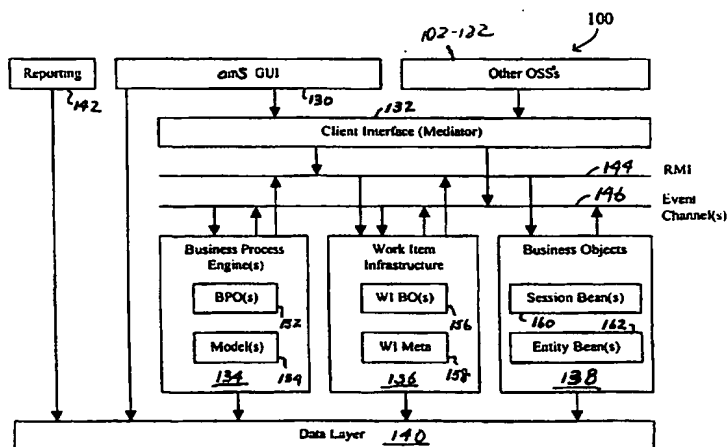 100
102-132
Reporting
OmS GUI
Other OSS's
142
130
132
Client Interface (Mediator)
144
RMI
146
Event
Channel(s)
Business Process
Engine(s)
Work Item
Infrastructure
Business Objects
BPO(s)
WI BO(s)
Session Bean(s)
152
156
160
162
Model(s)
WI Meta
Entity Bean(s)
154
158
134
136
138
Data Layer 140